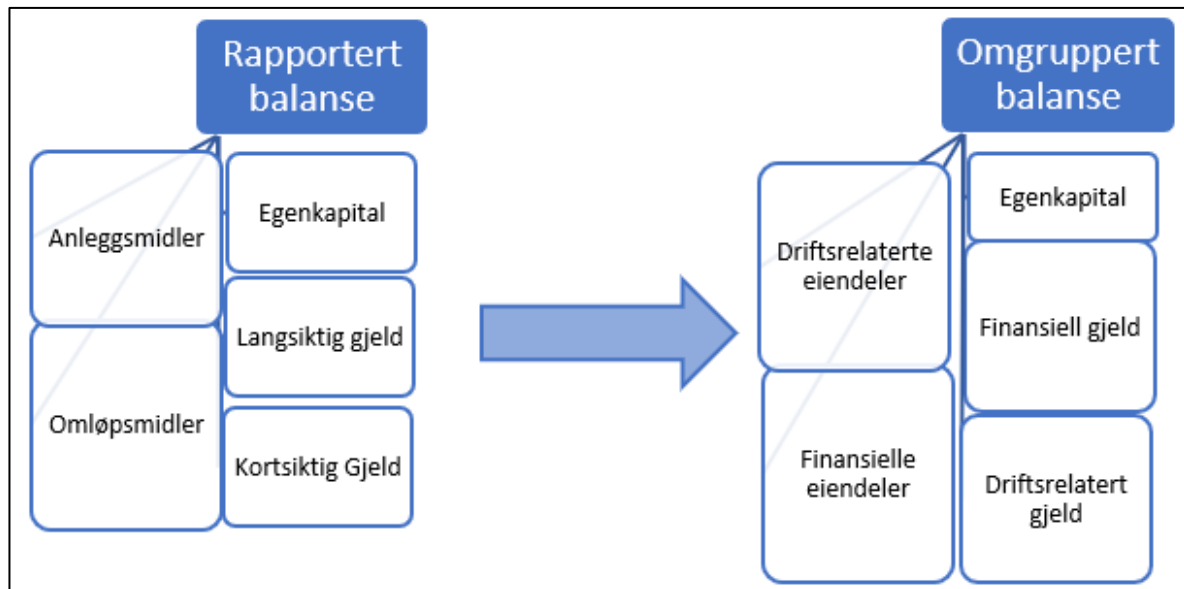 Rapportert
balanse
Anleggsmidler
Omløpsmidler
Egenkapital
Langsiktig gjeld
Kortsiktig Gjeld
Omgruppert
balanse
Driftsrelaterte
eiendeler
Finansielle
eiendeler
Egenkapital
Finansiell gjeld
Driftsrelatert
gjeld